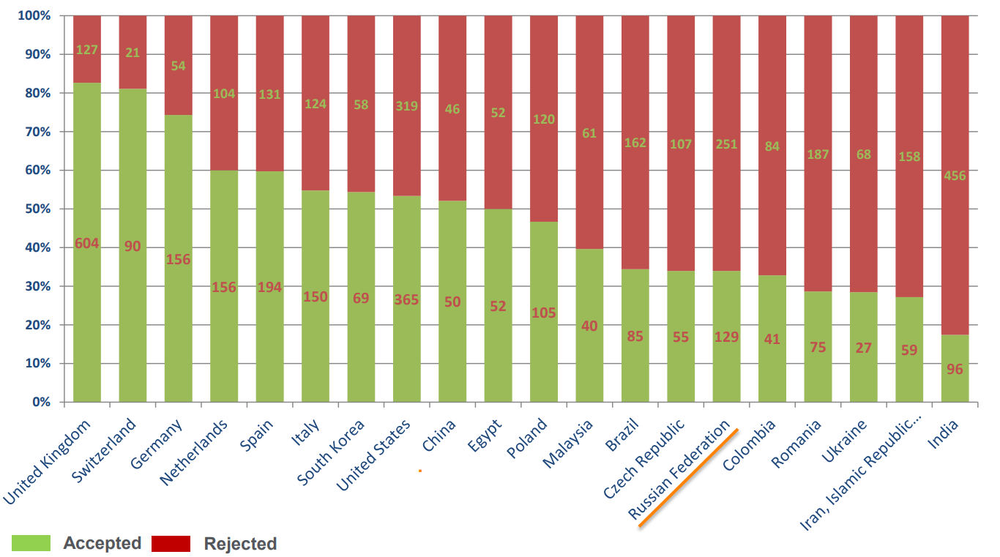 100%
90%
80%
70%
60%
50%
40%
30%
20%
10%
0%
127 21 54 104 131 124 58 319 46 52 120 61 162 107 251 84 187 68 158 456
604 90 156 156 194 150 69 365 50 52 105 40 85 55 129 41 75 27 59 96
United Kingdom
Switzerland
Germany
Netherlands
Spain
Italy
South Korea
United States
China
Egypt
Poland
Malaysia
Brazil
Czech Republic
Russian Federation
Colombia
Romania
Ukraine
Iran, Islamic Republic...
India
Accepted Rejected